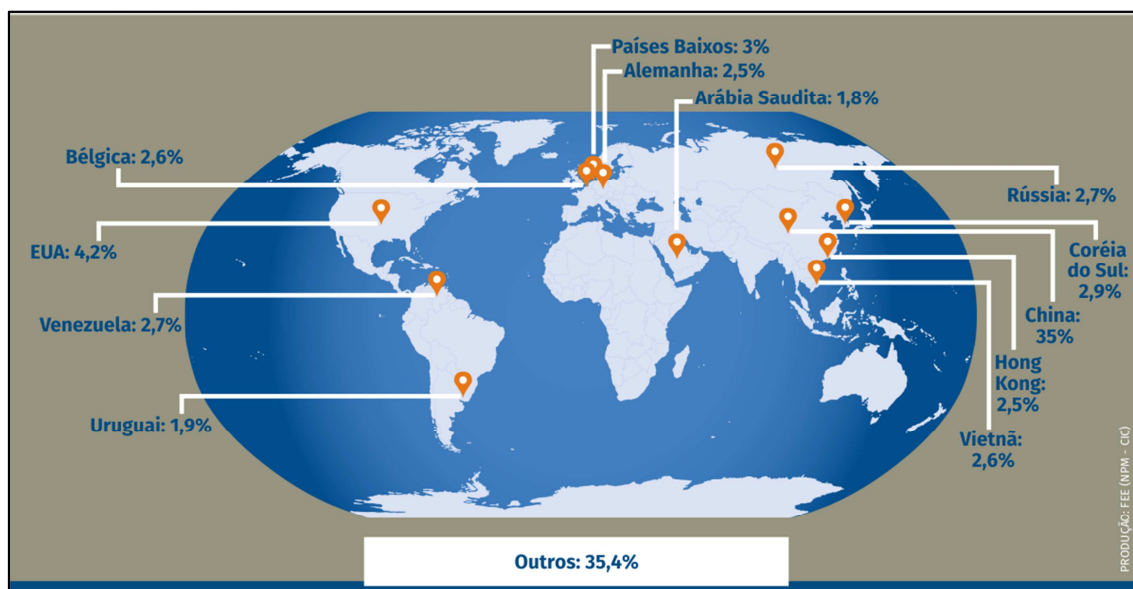 Países Baixos: 3%
Alemanha: 2,5%
Arábia Saudita: 1,8%
Bélgica: 2,6%
Rússia: 2,7%
EUA: 4,2%
Coréia
do Sul:
2,9%
Venezuela: 2,7%
China:
35%
Hong
Kong:
2,5%
Uruguai: 1,9%
Vietnã:
2,6%
Outros: 35,4%
PRODUÇÃO: FEE (NPM - CIC)